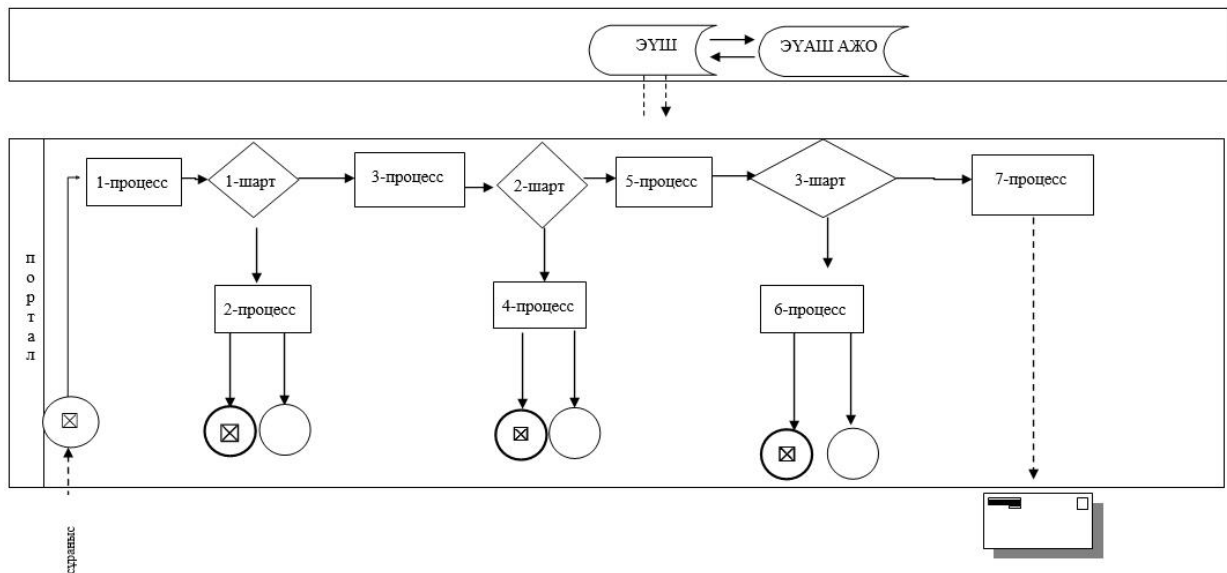 ЭҮШ
ЭҮАШ АЖО
1-процесс
1-шарт
3-процесс
2-шарт
5-процесс
3-шарт
7-процесс
портал
2-процесс
4-процесс
6-процесс
сұраныс